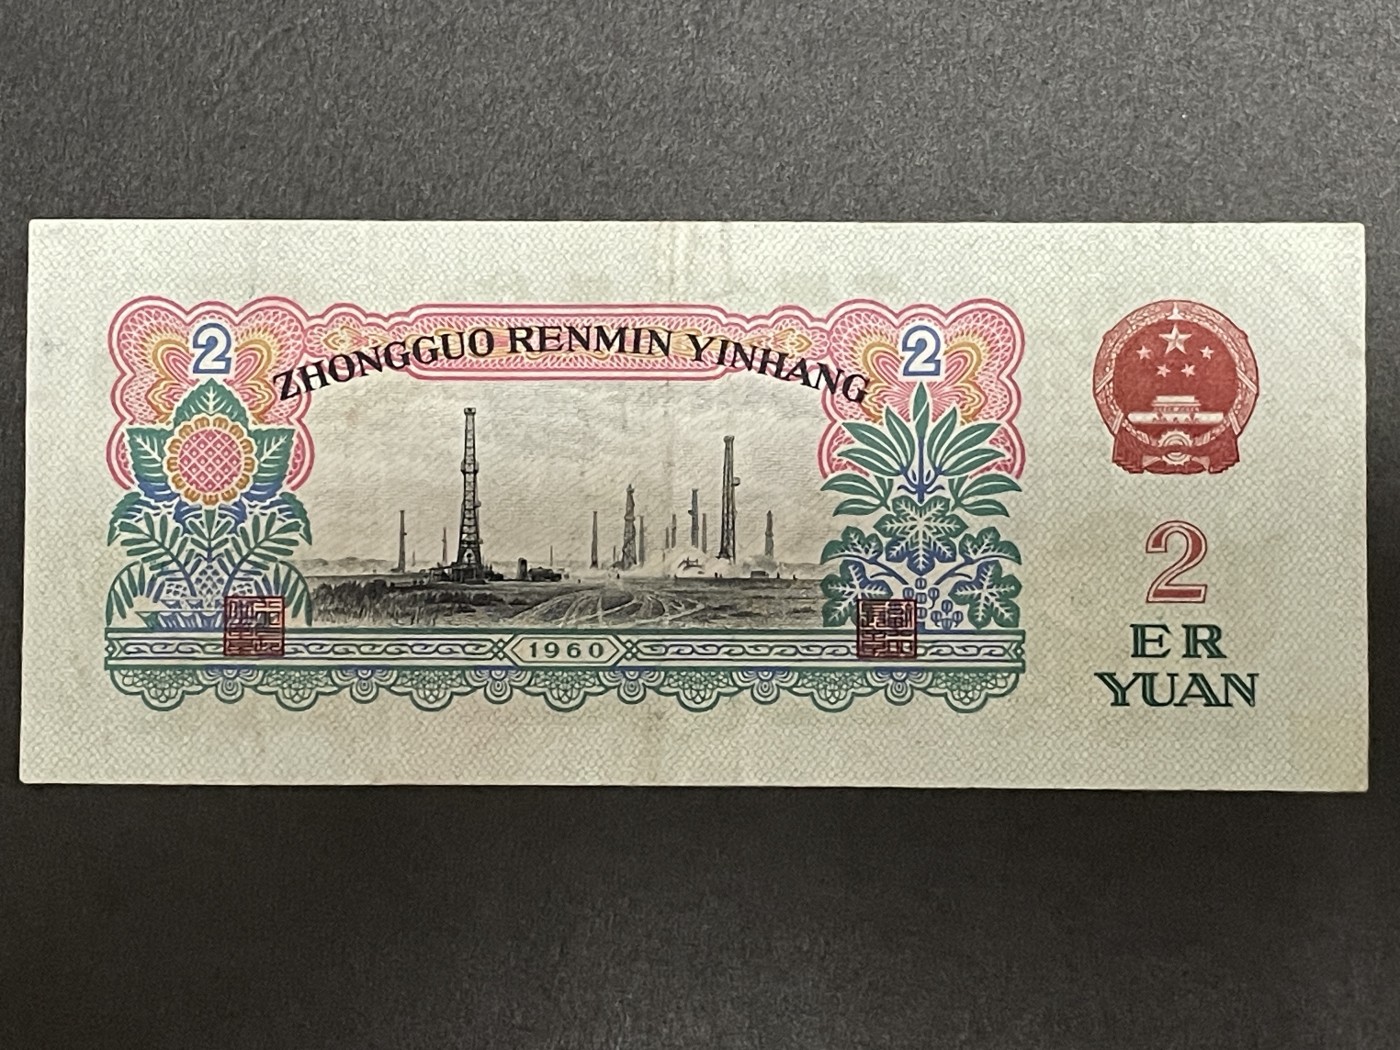 2
ZHONGGUO RENMIN YINHANG
2
1960
2
ER
YUAN